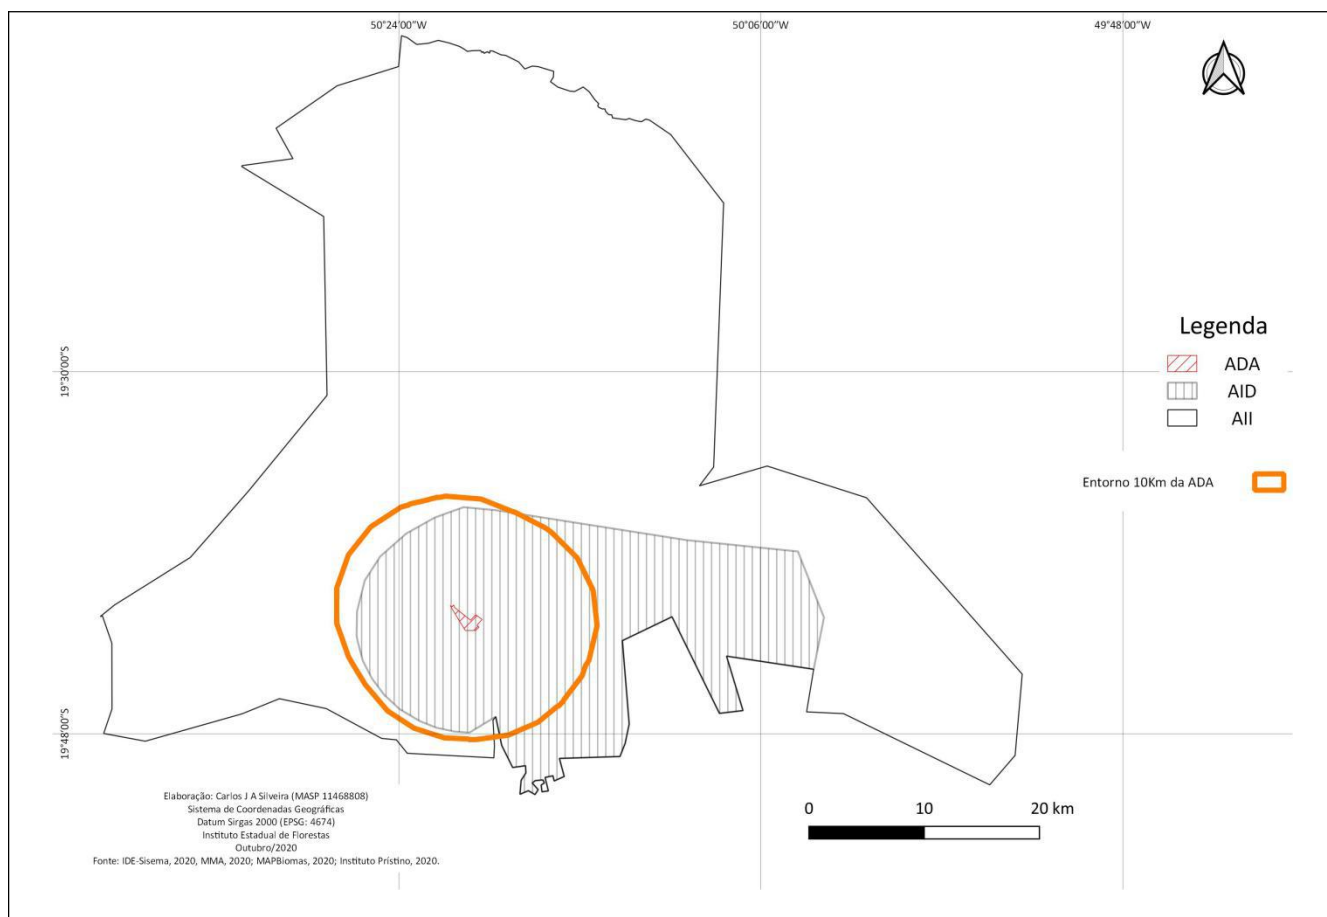 50°24'00"W
50°06'00"W
49°48'00"W
19°30'00"S
19°48'00"S
Legenda
ADA
AID
AII
Entorno 10Km da ADA
0 10 20 km
Elaboração: Carlos J A Silveira (MASP 11468808)
Sistema de Coordenadas Geográficas
Datum Sirgas 2000 (EPSG: 4674)
Instituto Estadual de Florestas
Outubro/2020
Fonte: IDE-Sisema, 2020, MMA, 2020; MAPBiomas, 2020; Instituto Prístino, 2020.